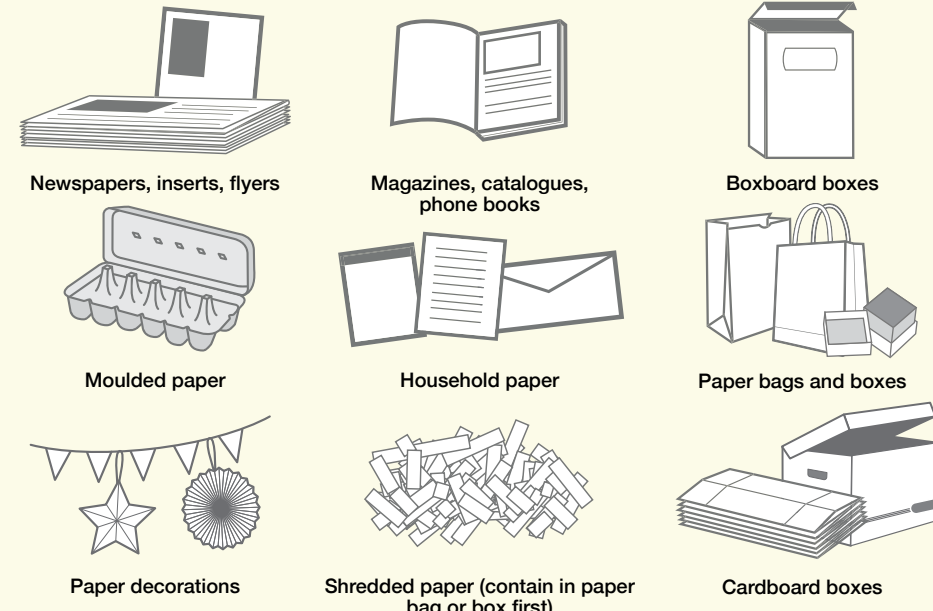 Newspapers, inserts, flyers
Magazines, catalogues,
phone books
Boxboard boxes
Moulded paper
Household paper
Paper bags and boxes
Paper decorations
Shredded paper (contain in paper
bag or box first)
Cardboard boxes